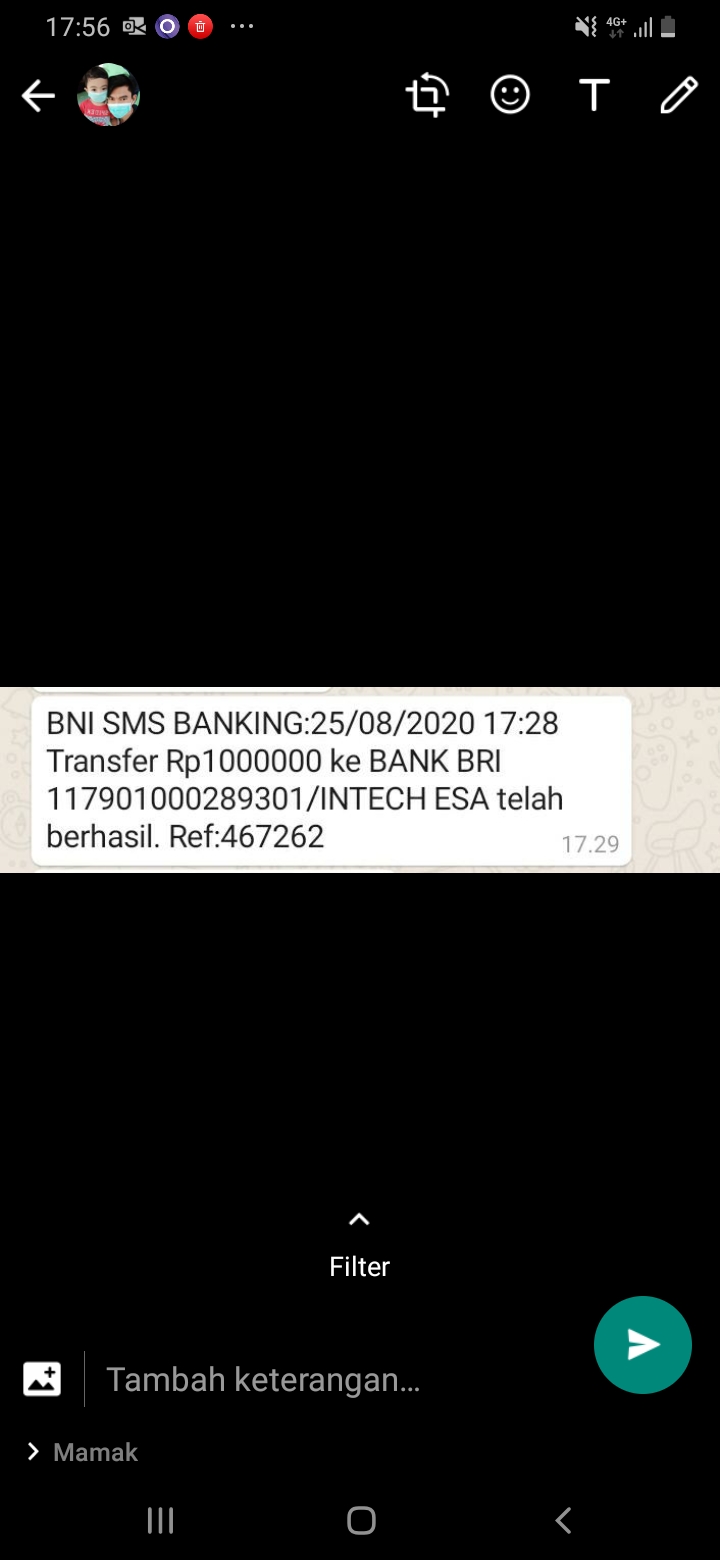 17:56
4G+
T
BNI SMS BANKING:25/08/2020 17:28
Transfer Rp1000000 ke BANK BRI
117901000289301/INTECH ESA telah
berhasil. Ref:467262
17.29
Filter
Tambah keterangan...
Mamak